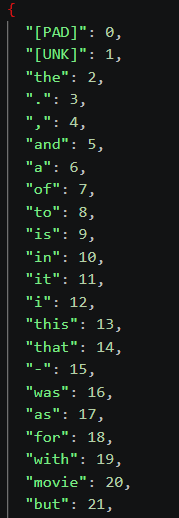 {
"[PAD]": 0,
"[UNK]": 1,
"the": 2,
".": 3,
",": 4,
"and": 5,
"a": 6,
"of": 7,
"to": 8,
"is": 9,
"in": 10,
"it": 11,
"i": 12,
"this": 13,
"that": 14,
"-": 15,
"was": 16,
"as": 17,
"for": 18,
"with": 19,
"movie": 20,
"but": 21,